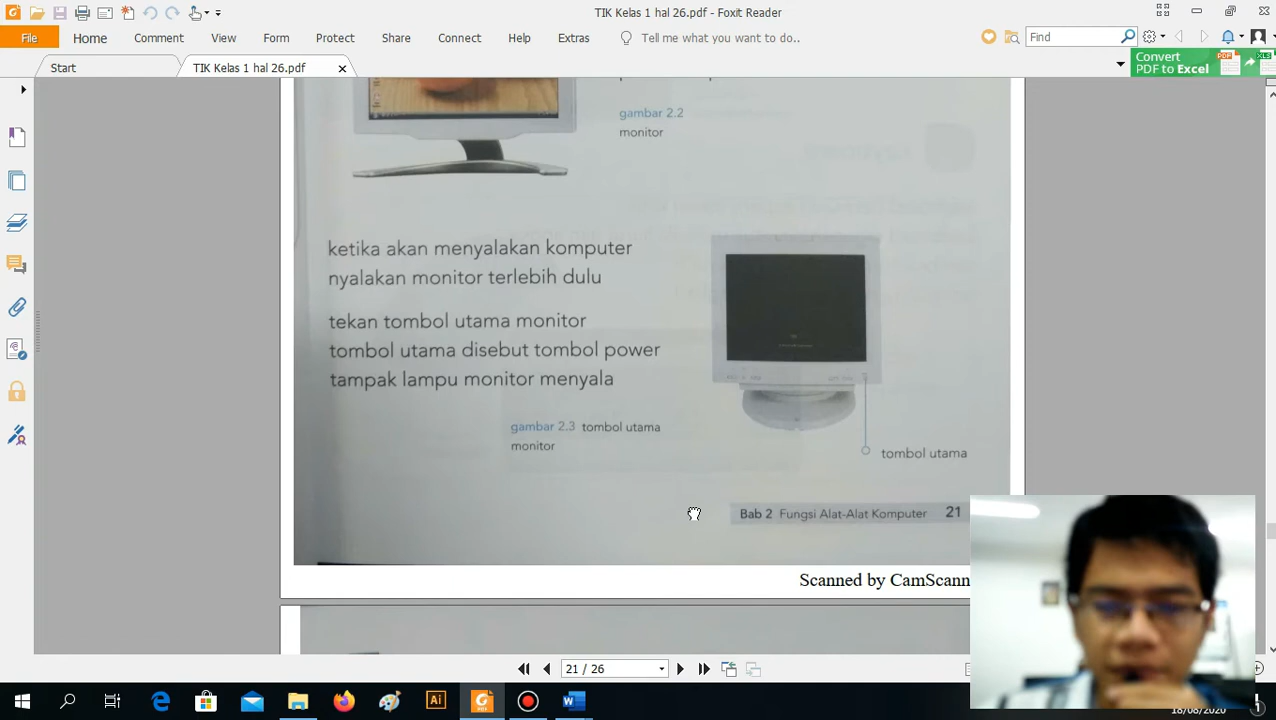 TIK Kelas 1 hal 26.pdf - Foxit Reader
File Home Comment View Form Protect Share Connect Help Extras Tell me what you want to do.. Find
Start TIK Kelas 1 hal 26.pdf
Convert
PDF to Excel
gambar 2.2
monitor
ketika akan menyalakan komputer
nyalakan monitor terlebih dulu
tekan tombol utama monitor
tombol utama disebut tombol power
tampak lampu monitor menyala
gambar 2.3 tombol utama
monitor
tombol utama
Bab 2 Fungsi Alat-Alat Komputer 21
Scanned by CamScann
21 / 26
Ai
18/08/2020